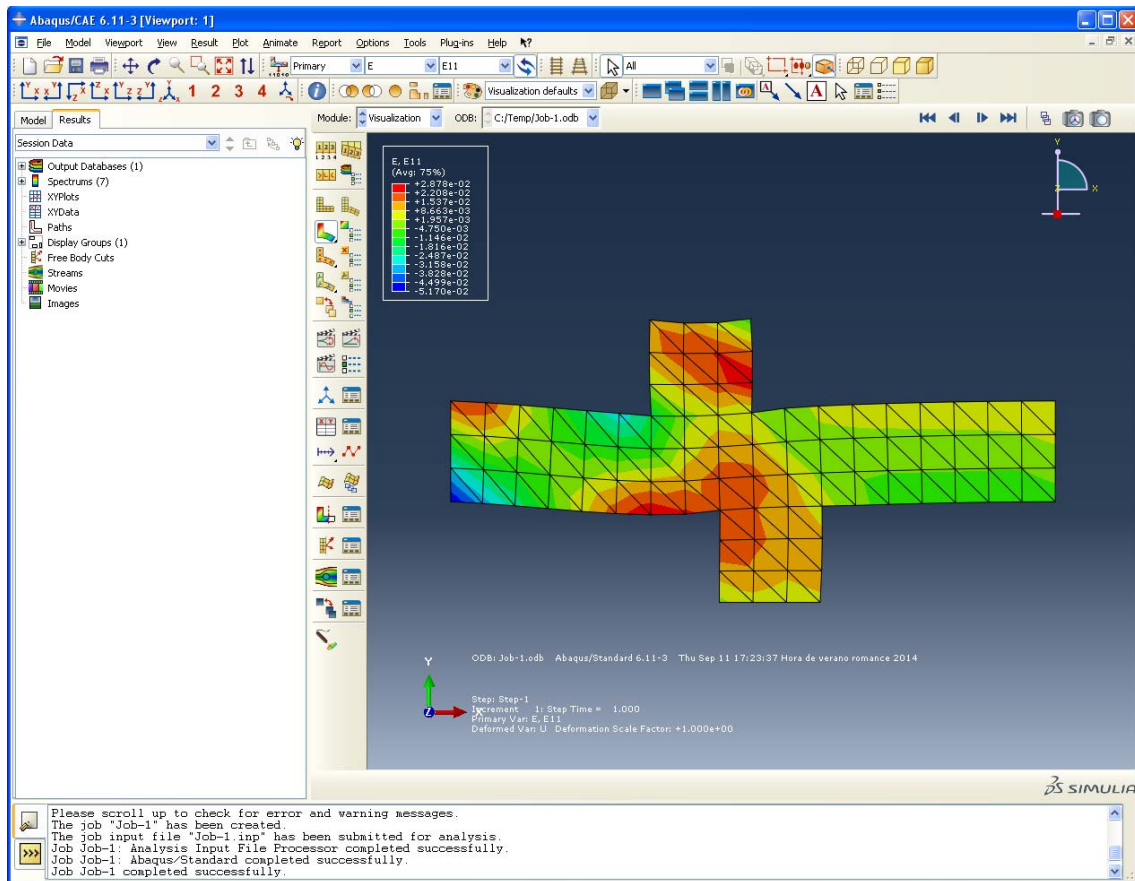 Abaqus/CAE 6.11-3 [Viewport: 1]
File Model Viewport View Result Plot Animate Report Options Tools Plug-ins Help
Primary E E11 All
1 2 3 4 Visualization defaults
Model Results
Module: Visualization ODB: C:/Temp/Job-1.odb
Session Data
Output Databases (1)
Spectrums (7)
XYPlots
XYData
Paths
Display Groups (1)
Free Body Cuts
Streams
Movies
Images
E, E11
(Avg: 75%)
+2.878e-02
+2.208e-02
+1.537e-02
+8.663e-03
+1.957e-03
-4.750e-03
-1.146e-02
-1.816e-02
-2.487e-02
-3.158e-02
-3.828e-02
-4.499e-02
-5.170e-02
Y
X
Z
ODB: Job-1.odb Abaqus/Standard 6.11-3 Thu Sep 11 17:23:37 Hora de verano romance 2014
Y
X
Z
Step: Step-1
Increment 1: Step Time = 1.000
Primary Var: E, E11
Deformed Var: U Deformation Scale Factor: +1.000e+00
SIMULIA
Please scroll up to check for error and warning messages.
The job "Job-1" has been created.
The job input file "Job-1.inp" has been submitted for analysis.
Job Job-1: Analysis Input File Processor completed successfully.
Job Job-1: Abaqus/Standard completed successfully.
Job Job-1 completed successfully.